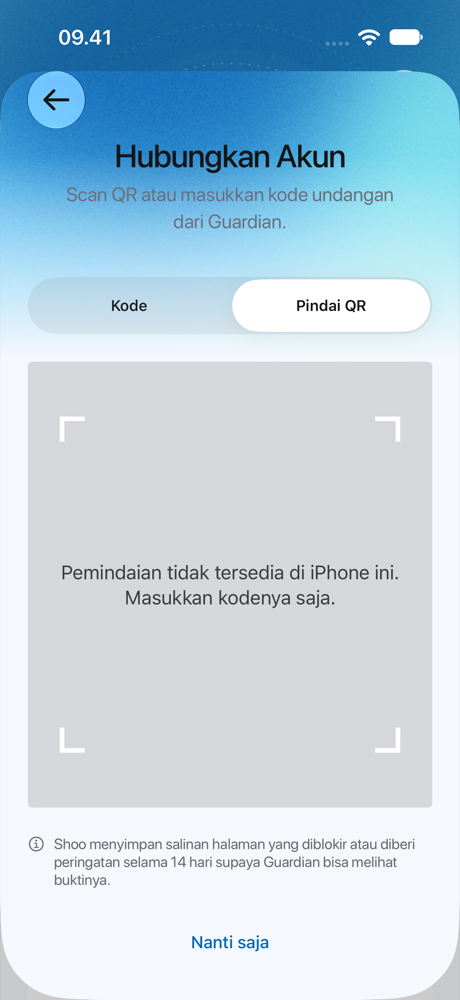 09.41
Hubungkan Akun
Scan QR atau masukkan kode undangan
dari Guardian.
Kode
Pindai QR
Pemindaian tidak tersedia di iPhone ini.
Masukkan kodenya saja.
Shoo menyimpan salinan halaman yang diblokir atau diberi
peringatan selama 14 hari supaya Guardian bisa melihat
buktinya.
Nanti saja